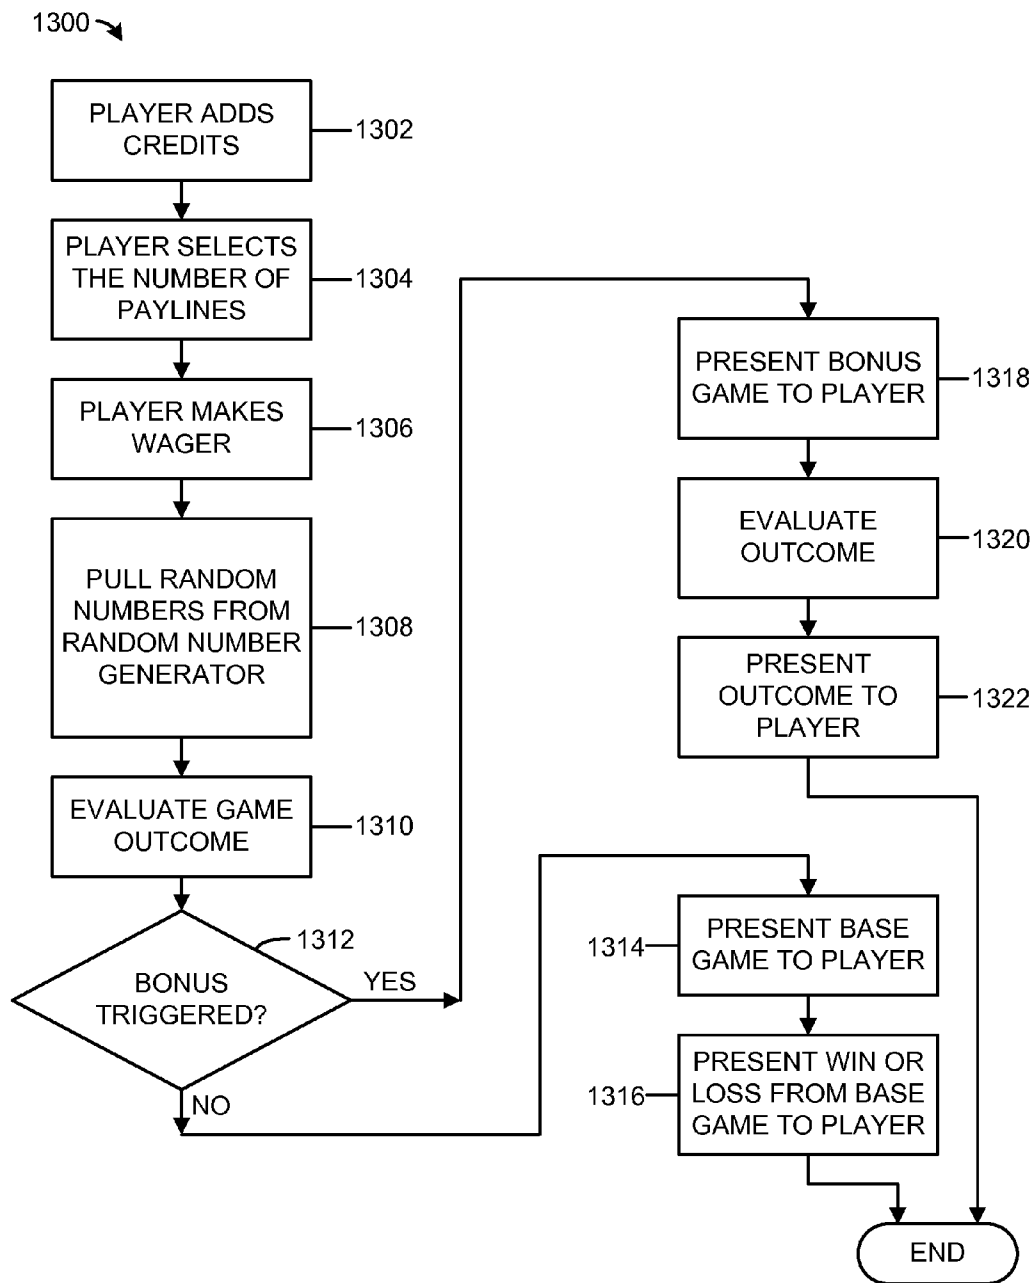 1300
PLAYER ADDS
CREDITS
1302
PLAYER SELECTS
THE NUMBER OF
PAYLINES
1304
PLAYER MAKES
WAGER
1306
PULL RANDOM
NUMBERS FROM
RANDOM NUMBER
GENERATOR
1308
EVALUATE GAME
OUTCOME
1310
BONUS
TRIGGERED?
1312
YES
NO
PRESENT BONUS
GAME TO PLAYER
1318
EVALUATE
OUTCOME
1320
PRESENT
OUTCOME TO
PLAYER
1322
PRESENT BASE
GAME TO PLAYER
1314
PRESENT WIN OR
LOSS FROM BASE
GAME TO PLAYER
1316
END